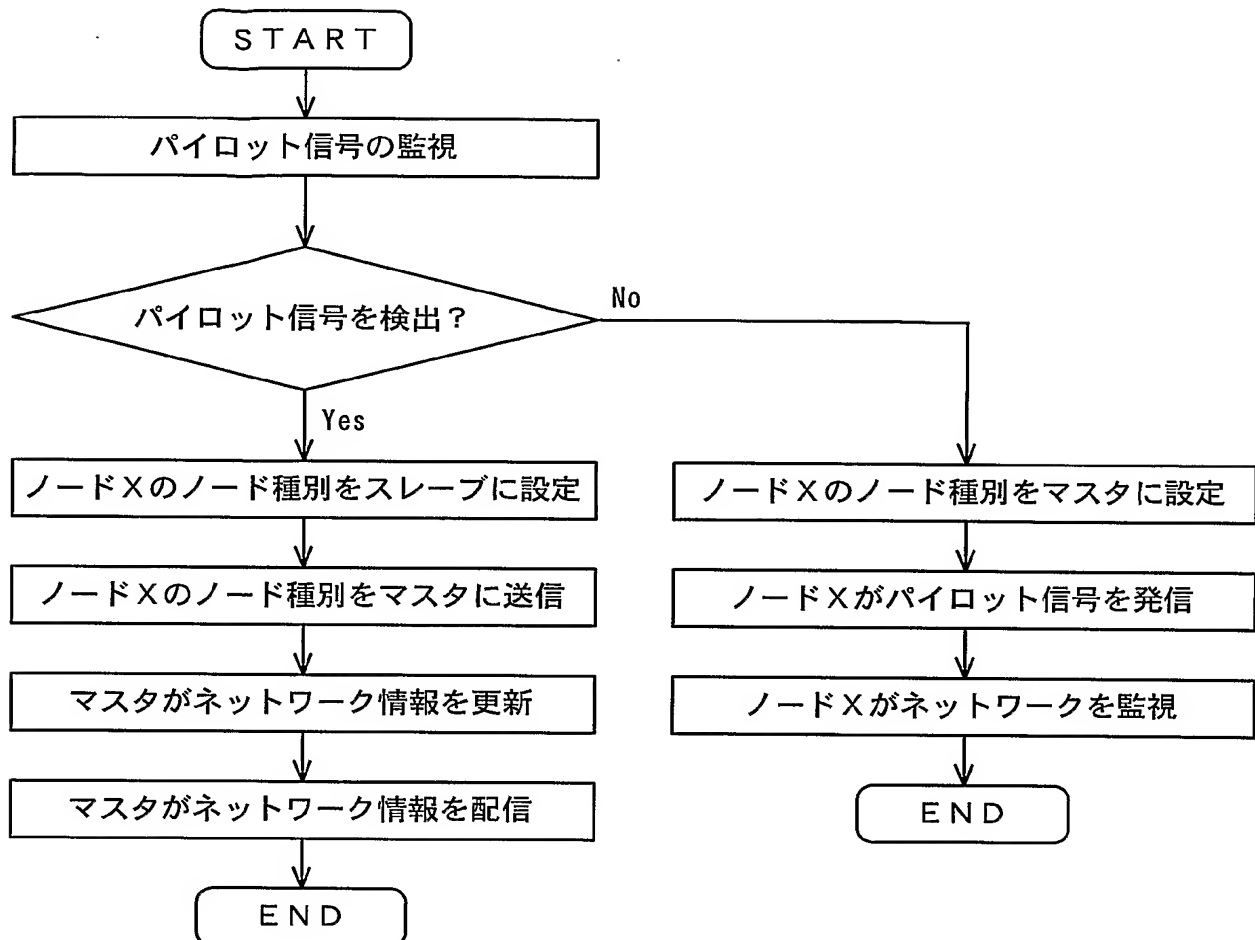 START
パイロット信号の監視
パイロット信号を検出?
No
Yes
ノードXのノード種別をスレーブに設定
ノードXのノード種別をマスタに送信
マスタがネットワーク情報を更新
マスタがネットワーク情報を配信
END
ノードXのノード種別をマスタに設定
ノードXがパイロット信号を発信
ノードXがネットワークを監視
END